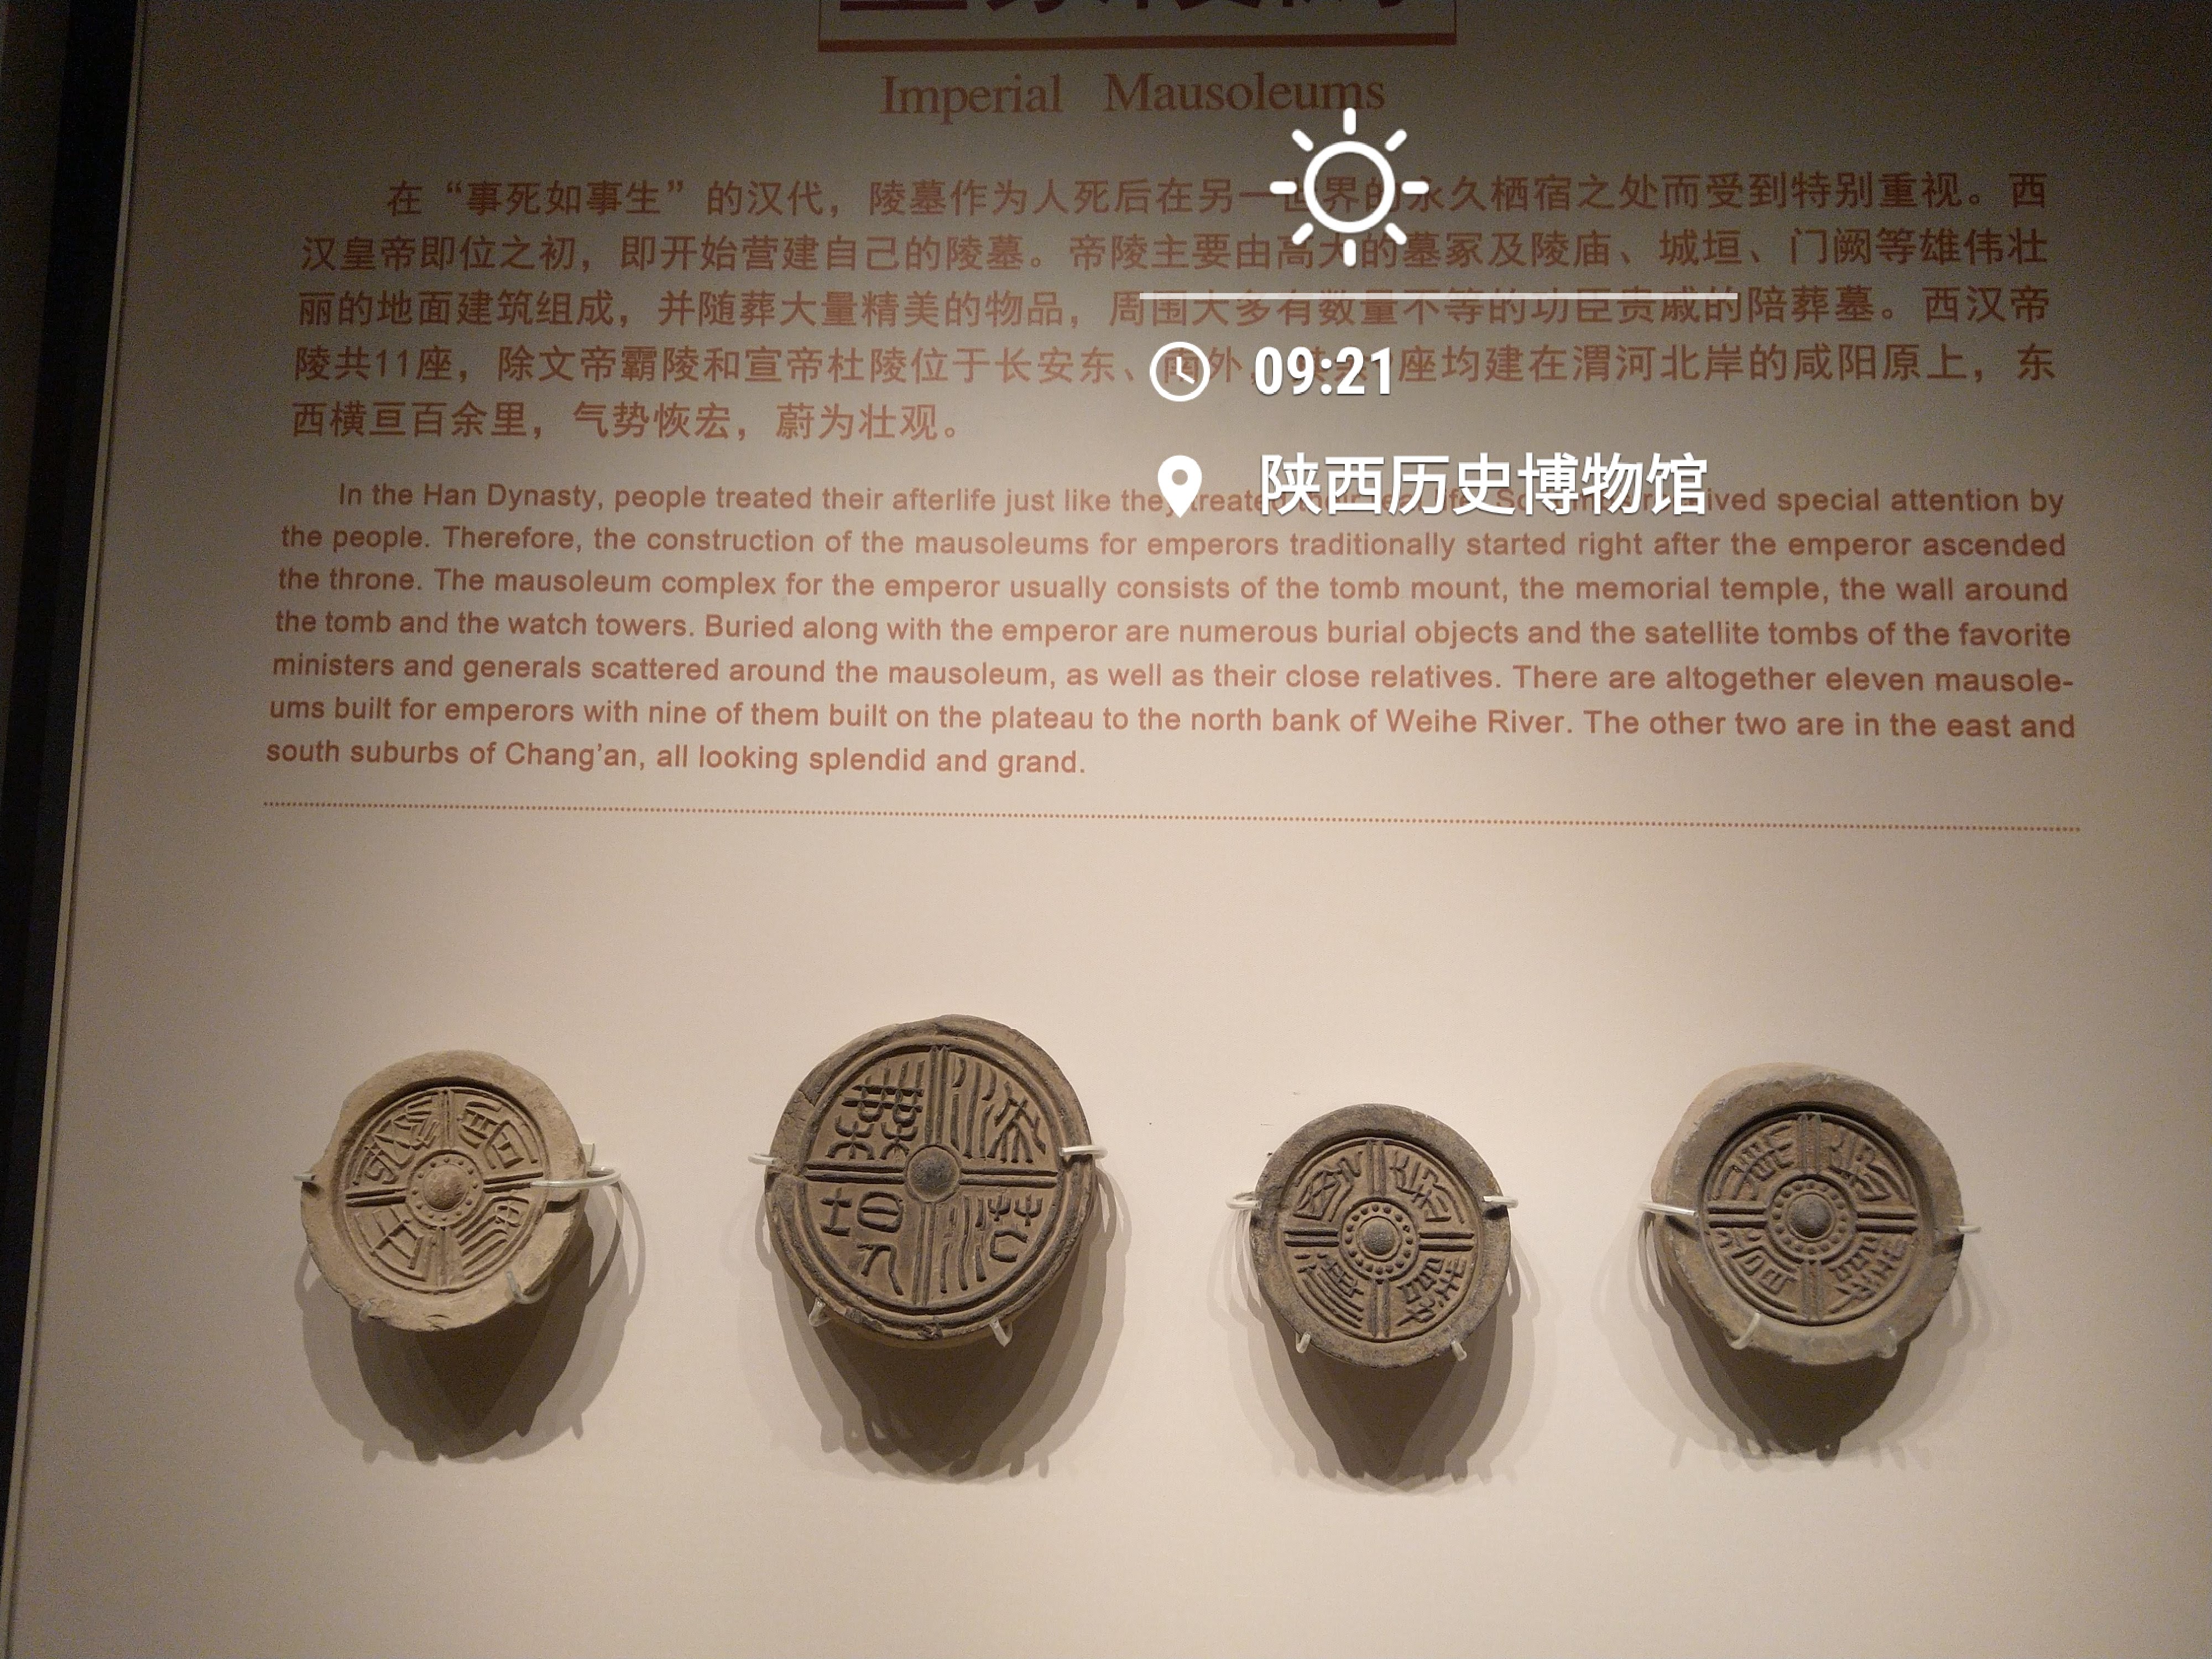 Imperial Mausoleums
在“事死如事生”的汉代，陵墓作为人死后在另一世界的永久栖宿之处而受到特别重视。西
汉皇帝即位之初，即开始营建自己的陵墓。帝陵主要由高大的墓冢及陵庙、城垣、门阙等雄伟壮
丽的地面建筑组成，并随葬大量精美的物品，周围大多有数量不等的功臣贵戚的陪葬墓。西汉帝
陵共11座，除文帝霸陵和宣帝杜陵位于长安东、南外，座均建在渭河北岸的咸阳原上，东
西横亘百余里，气势恢宏，蔚为壮观。
09:21
陕西历史博物馆
In the Han Dynasty, people treated their afterlife just like they treated special attention by
the people. Therefore, the construction of the mausoleums for emperors traditionally started right after the emperor ascended
the throne. The mausoleum complex for the emperor usually consists of the tomb mount, the memorial temple, the wall around
the tomb and the watch towers. Buried along with the emperor are numerous burial objects and the satellite tombs of the favorite
ministers and generals scattered around the mausoleum, as well as their close relatives. There are altogether eleven mausole-
ums built for emperors with nine of them built on the plateau to the north bank of Weihe River. The other two are in the east and
south suburbs of Chang’an, all looking splendid and grand.